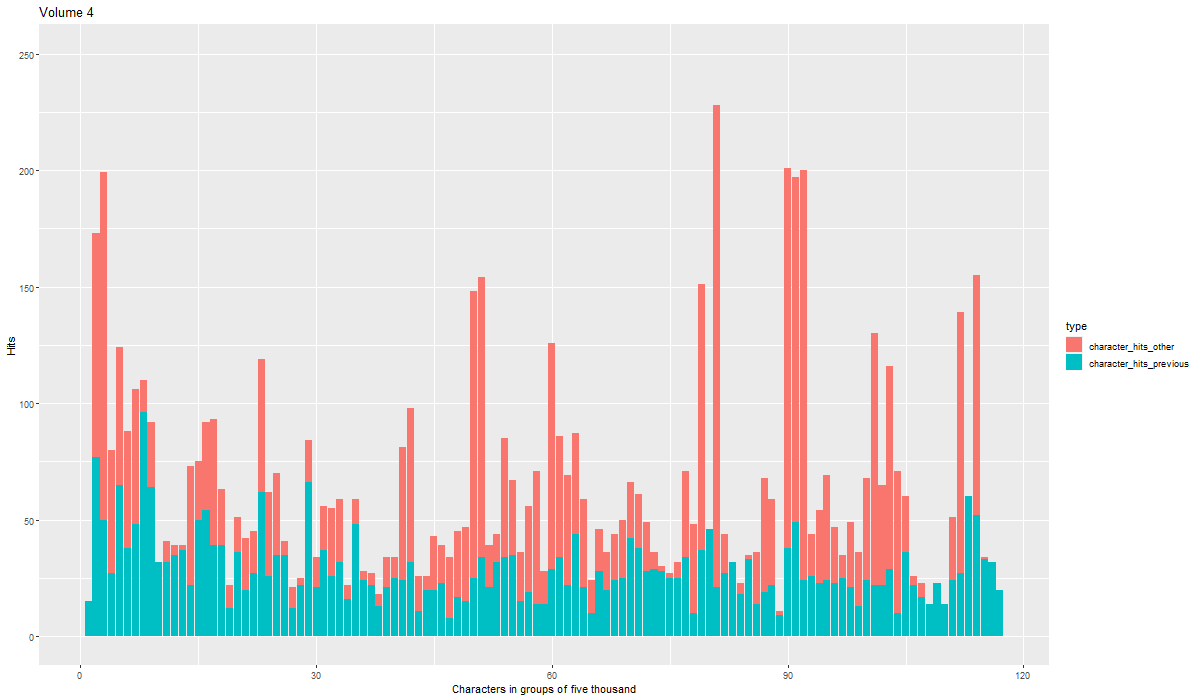 Volume 4
250
200
150
100
50
0
Hits
0 30 60 90 120
Characters in groups of five thousand
type
character_hits_other
character_hits_previous